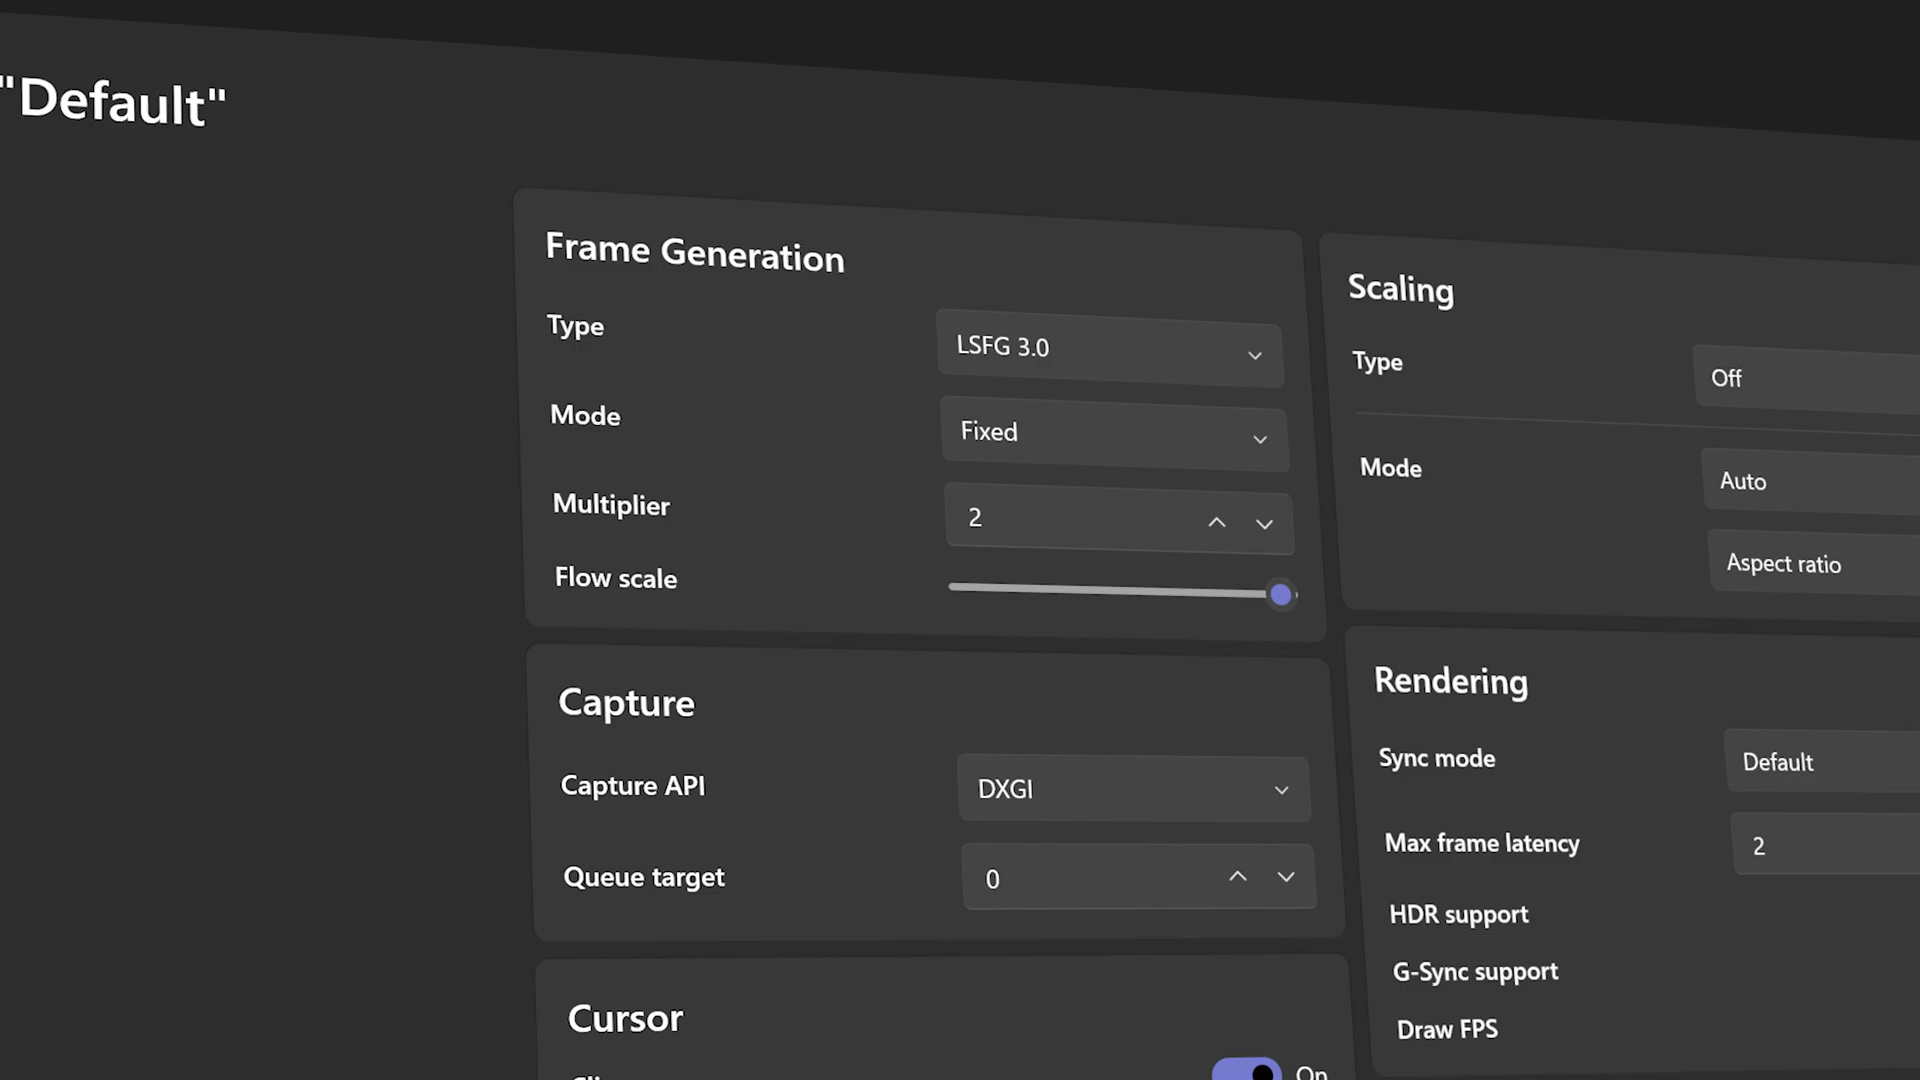 "Default"
Frame Generation
Type
LSFG 3.0
Mode
Fixed
Multiplier
2
Flow scale
Capture
Capture API
DXGI
Queue target
0
Cursor
On
Scaling
Type
Off
Mode
Auto
Aspect ratio
Rendering
Sync mode
Default
Max frame latency
2
HDR support
G-Sync support
Draw FPS